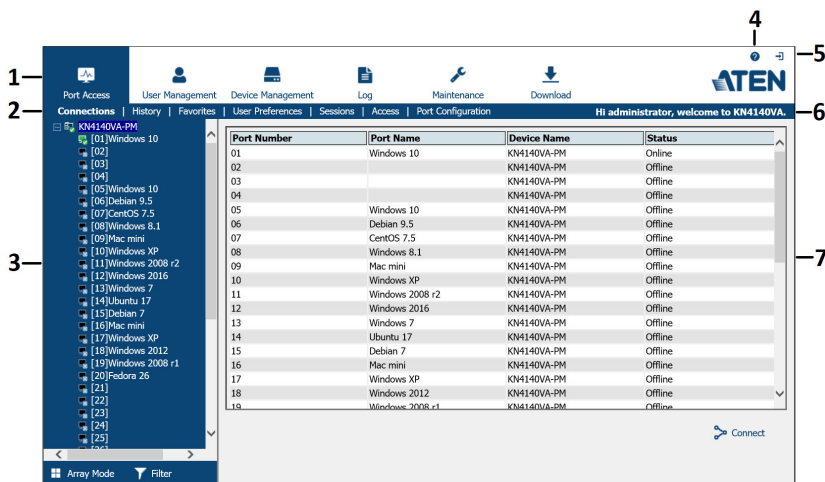 4
5
1
ATEN
Port Access
User Management
Device Management
Log
Maintenance
Download
2
Connections | History | Favorites | User Preferences | Sessions | Access | Port Configuration
Hi administrator, welcome to KN4140VA.
6
KN4140VA-PM
[01]Windows 10
[02]
[03]
[04]
[05]Windows 10
[06]Debian 9.5
[07]CentOS 7.5
[08]Windows 8.1
[09]Mac mini
[10]Windows XP
3
[11]Windows 2008 r2
[12]Windows 2016
[13]Windows 7
[14]Ubuntu 17
[15]Debian 7
[16]Mac mini
[17]Windows XP
[18]Windows 2012
[19]Windows 2008 r1
[20]Fedora 26
[21]
[22]
[23]
[24]
[25]
[26]
Array Mode
Filter
Port Number Port Name Device Name Status
01 Windows 10 KN4140VA-PM Online
02 KN4140VA-PM Offline
03 KN4140VA-PM Offline
04 KN4140VA-PM Offline
05 Windows 10 KN4140VA-PM Offline
06 Debian 9.5 KN4140VA-PM Offline
07 CentOS 7.5 KN4140VA-PM Offline
08 Windows 8.1 KN4140VA-PM Offline
09 Mac mini KN4140VA-PM Offline
10 Windows XP KN4140VA-PM Offline
11 Windows 2008 r2 KN4140VA-PM Offline
12 Windows 2016 KN4140VA-PM Offline
13 Windows 7 KN4140VA-PM Offline
14 Ubuntu 17 KN4140VA-PM Offline
15 Debian 7 KN4140VA-PM Offline
16 Mac mini KN4140VA-PM Offline
17 Windows XP KN4140VA-PM Offline
18 Windows 2012 KN4140VA-PM Offline
19 Windows 2008 r1 KN4140VA-PM Offline
7
Connect